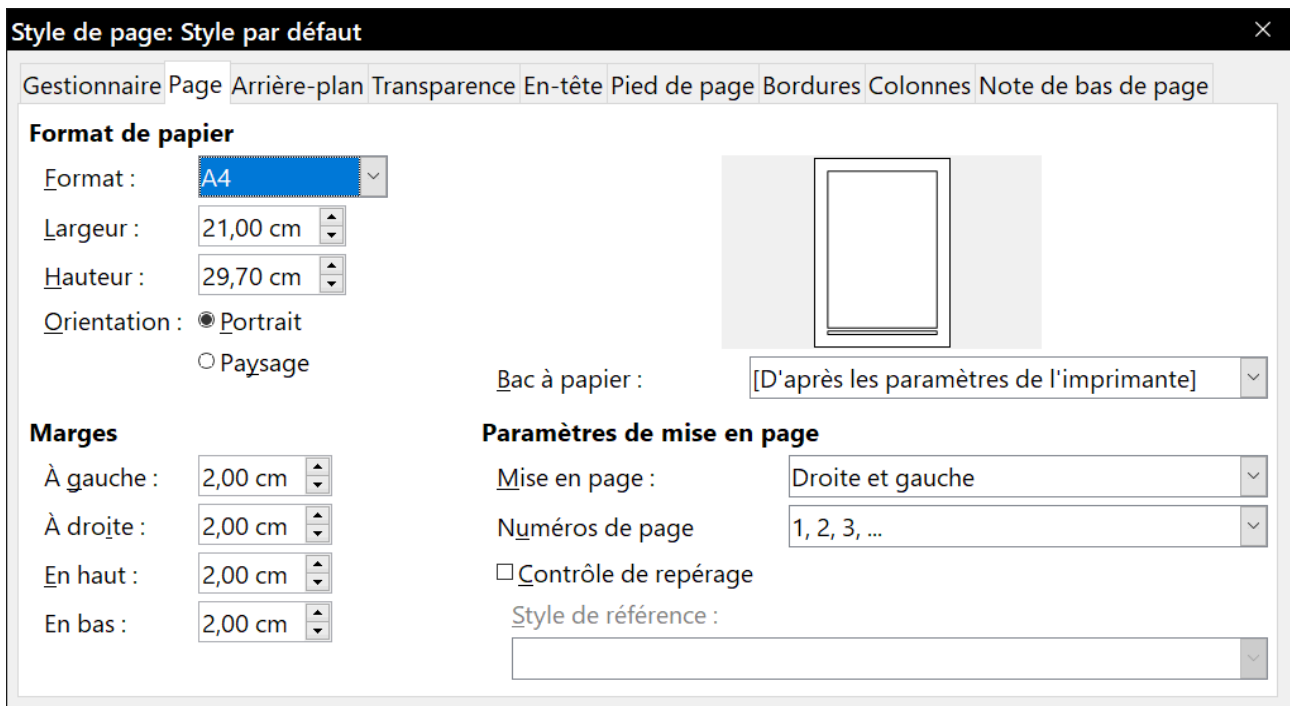 Style de page: Style par défaut
Gestionnaire Page Arrière-plan Transparence En-tête Pied de page Bordures Colonnes Note de bas de page
Format de papier
Format : A4
Largeur : 21,00 cm
Hauteur : 29,70 cm
Orientation : Portrait
Paysage
Bac à papier : [D'après les paramètres de l'imprimante]
Marges
À gauche : 2,00 cm
À droite : 2,00 cm
En haut : 2,00 cm
En bas : 2,00 cm
Paramètres de mise en page
Mise en page : Droite et gauche
Numéros de page 1, 2, 3, ...
Contrôle de repérage
Style de référence :